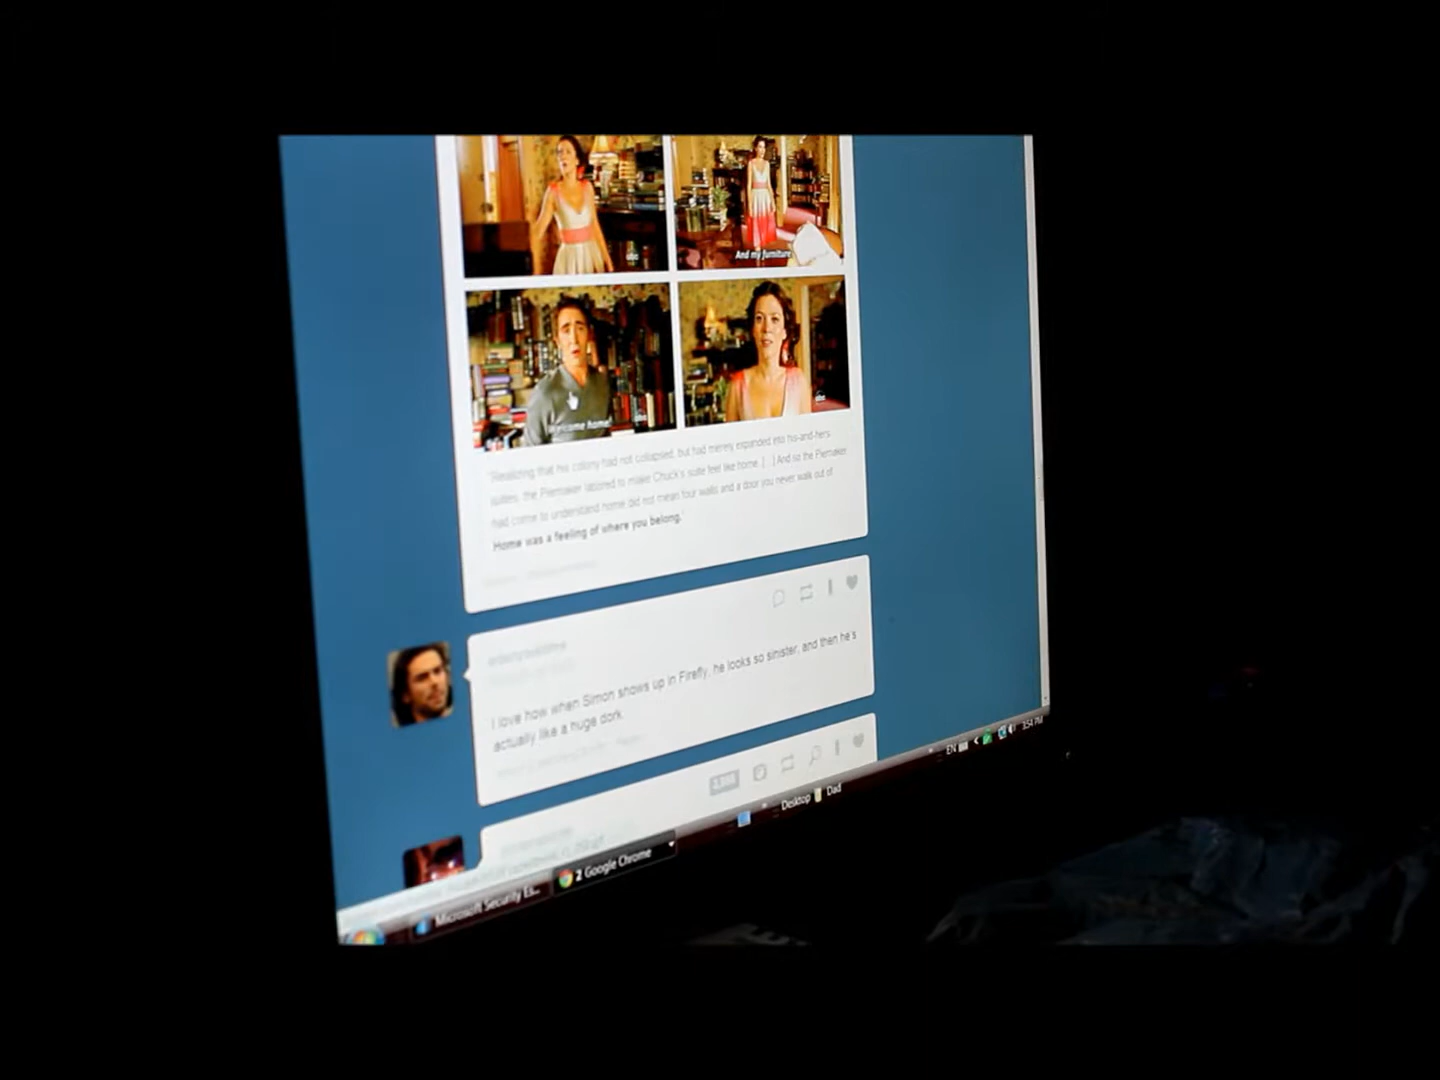 abc
And my furniture
Welcome home!
abc
abc
"Realizing that his colony had not collapsed, but had merely expanded into his-and-hers
suites, the Piemaker labored to make Chuck's suite feel like home. [...] And so the Piemaker
had come to understand home did not mean four walls and a door you never walk out of.
Home was a feeling of where you belong."
I love how when Simon shows up in Firefly, he looks so sinister, and then he's
actually like a huge dork.
EN
3:54 PM
Desktop
Dad
2 Google Chrome
Microsoft Security Es...